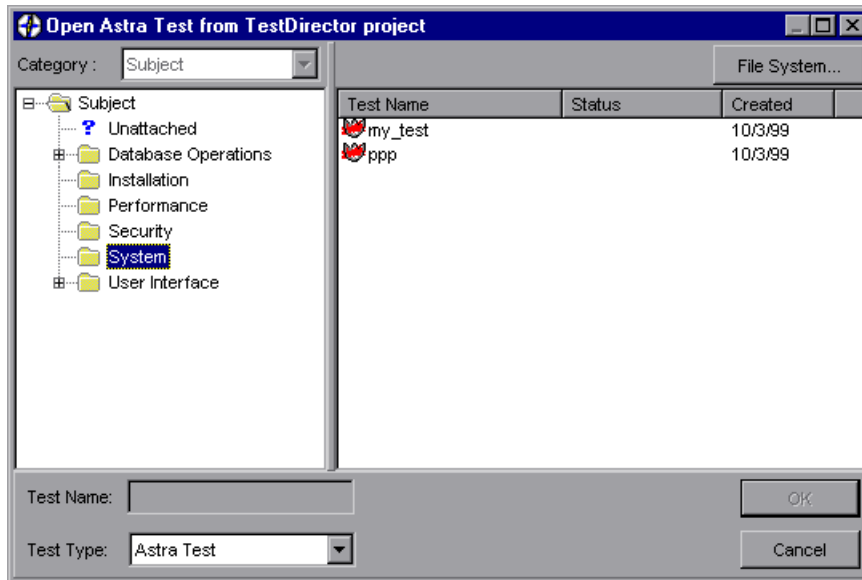 Open Astra Test from TestDirector project
Category : Subject File System...
Subject
Unattached
Database Operations
Installation
Performance
Security
System
User Interface
Test Name Status Created
my_test 10/3/99
ppp 10/3/99
Test Name: OK
Test Type: Astra Test Cancel